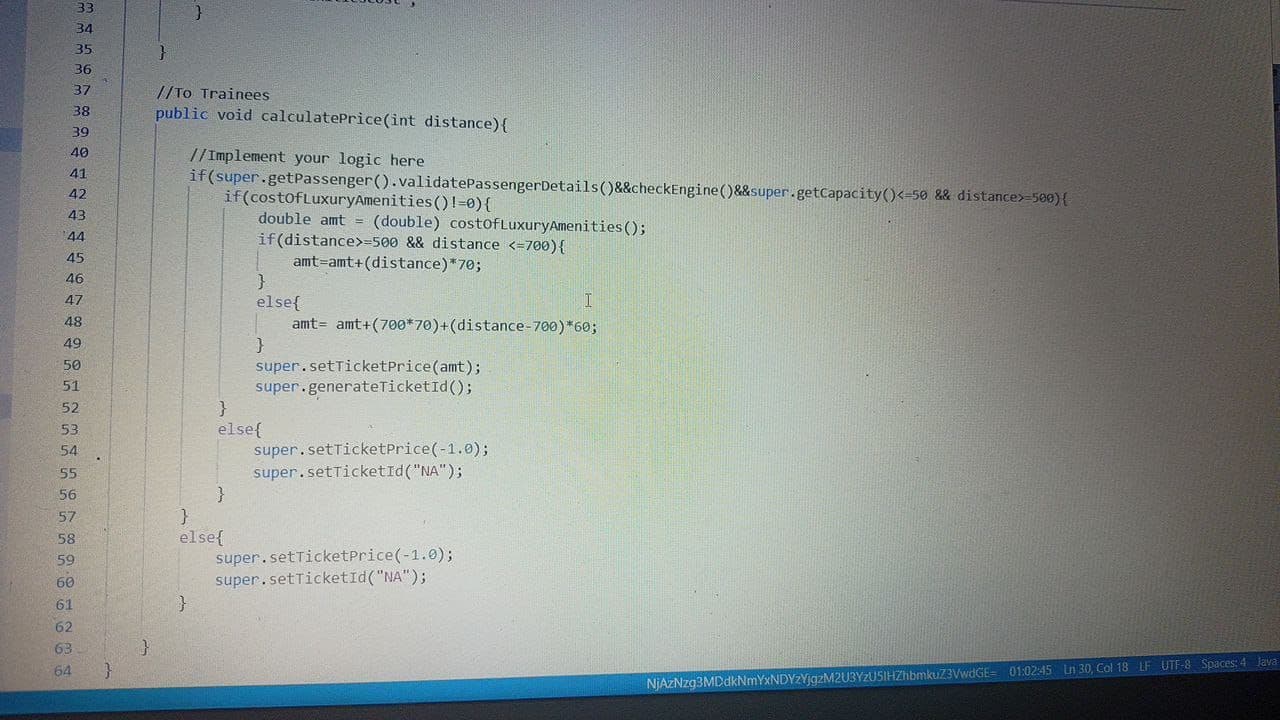 33 }
34
35 }
36
37 //To Trainees
38 public void calculatePrice(int distance){
39
40 //Implement your logic here
41 if(super.getPassenger().validatePassengerDetails()&&checkEngine()&&super.getCapacity()<=50 && distance>=500){
42 if(costOfLuxuryAmenities()!=0){
43 double amt = (double) costOfLuxuryAmenities();
44 if(distance>=500 && distance <=700){
45 amt=amt+(distance)*70;
46 }
47 else{
48 amt= amt+(700*70)+(distance-700)*60;
49 }
50 super.setTicketPrice(amt);
51 super.generateTicketId();
52 }
53 else{
54 super.setTicketPrice(-1.0);
55 super.setTicketId("NA");
56 }
57 }
58 else{
59 super.setTicketPrice(-1.0);
60 super.setTicketId("NA");
61 }
62
63 }
64 }
NjAzNzg3MDdkNmYxNDYzYjgzM2U3YzU5IHZhbmkuZ3VwdGE= 01:02:45 Ln 30, Col 18 LF UTF-8 Spaces: 4 Java